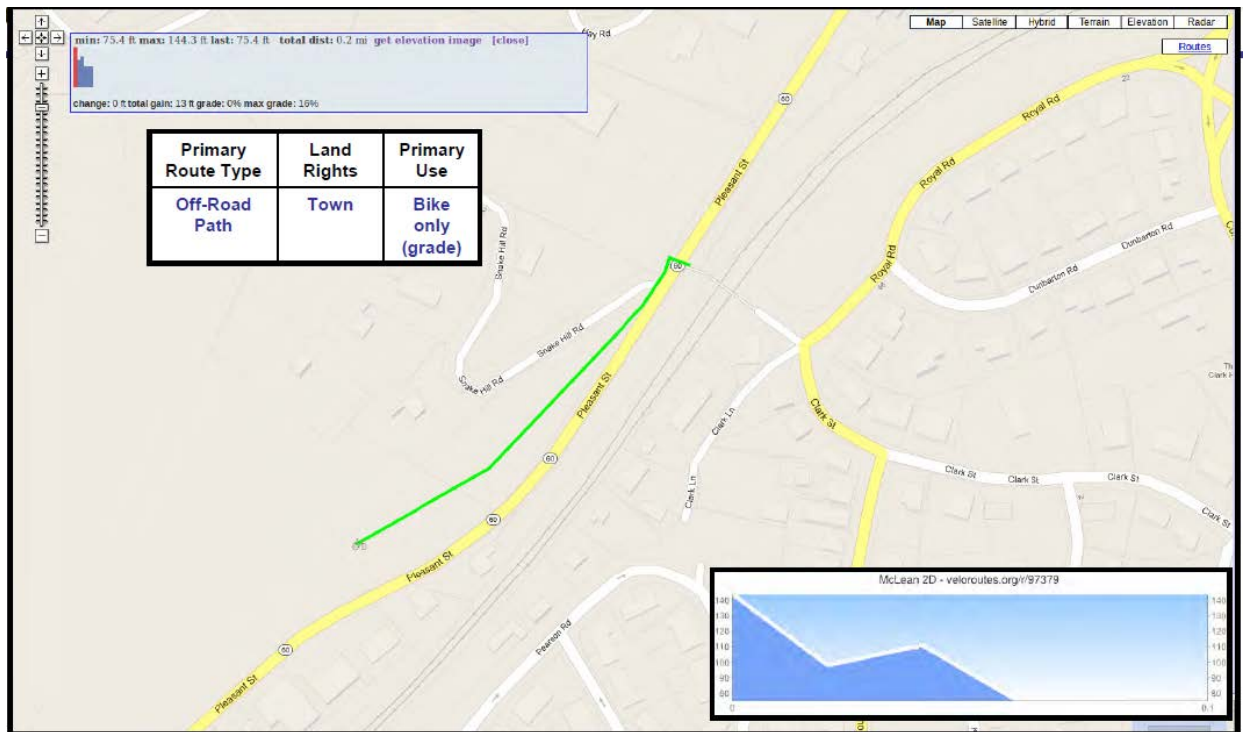 min: 75.4 ft max: 144.3 ft last: 75.4 ft total dist: 0.2 mi get elevation image [close]
change: 0 ft total gain: 13 ft grade: 0% max grade: 16%
Map Satellite Hybrid Terrain Elevation Radar
Routes
Primary Route Type
Land Rights
Primary Use
Off-Road Path
Town
Bike only (grade)
60
Pleasant St
Royal Rd
Royal Rd
Royal Rd
Dunbarton Rd
Dunbarton Rd
Snake Hill Rd
Snake Hill Rd
Snake Hill Rd
60
Pleasant St
Clark Ln
Clark Ln
Clark St
Clark St
Clark St
Clark St
Clark St
60
60
Pleasant St
60
Pleasant St
Pearson Rd
McLean 2D - veloroutes.org/r/97379
140 140
130 130
120 120
110 110
100 100
90 90
80 80
0 0.1